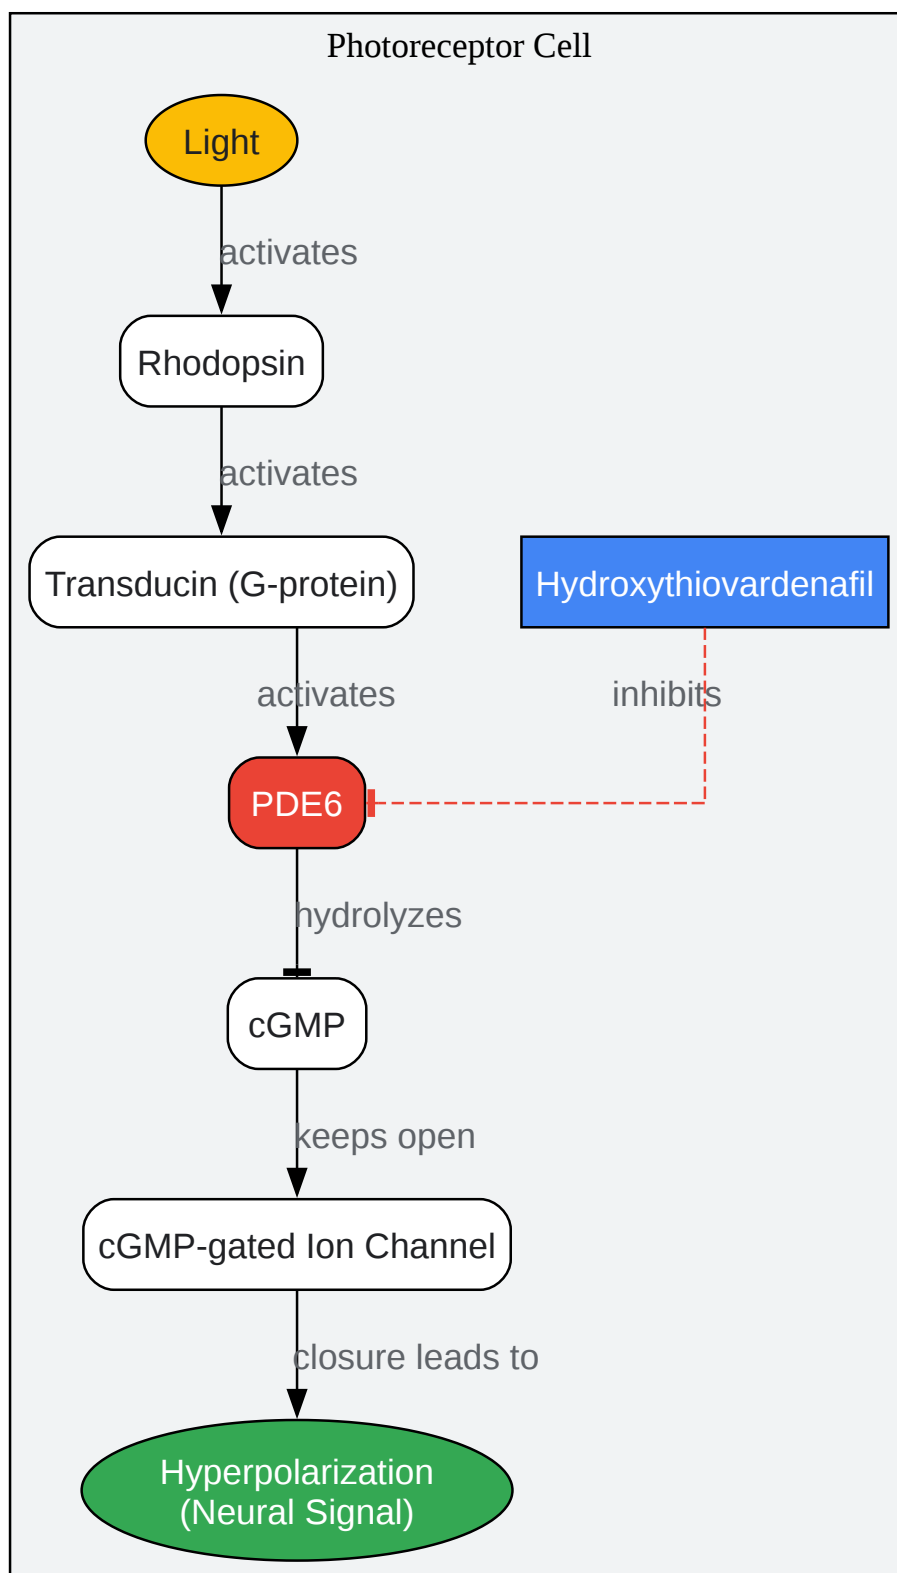 Photoreceptor Cell
Light
activates
Rhodopsin
activates
Transducin (G-protein)
Hydroxythiovardenafil
activates
inhibits
PDE6
hydrolyzes
cGMP
keeps open
cGMP-gated Ion Channel
closure leads to
Hyperpolarization
(Neural Signal)